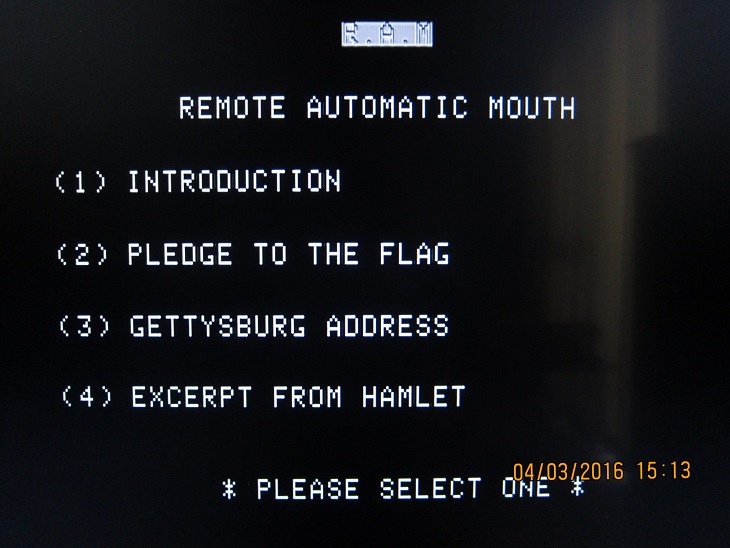 R.A.M
REMOTE AUTOMATIC MOUTH
(1) INTRODUCTION
(2) PLEDGE TO THE FLAG
(3) GETTYSBURG ADDRESS
(4) EXCERPT FROM HAMLET
04/03/2016 15:13
* PLEASE SELECT ONE *